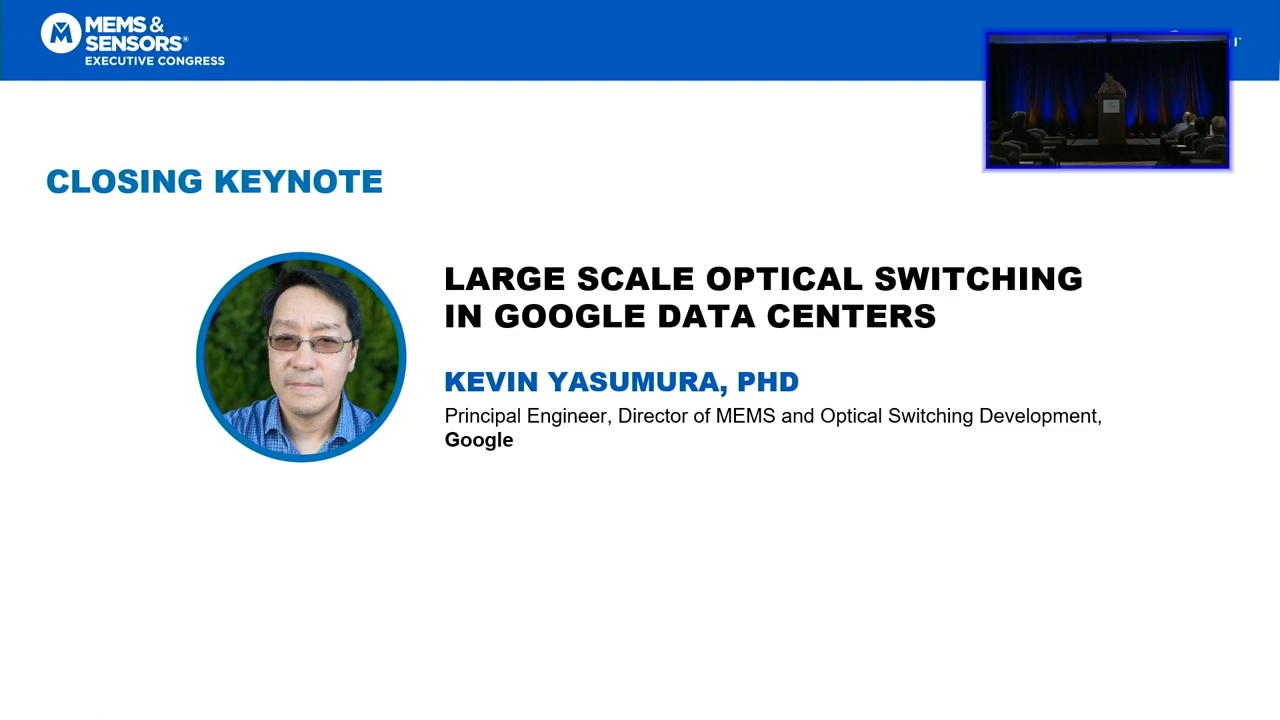 MEMS &
SENSORS®
EXECUTIVE CONGRESS
CLOSING KEYNOTE
LARGE SCALE OPTICAL SWITCHING
IN GOOGLE DATA CENTERS
KEVIN YASUMURA, PHD
Principal Engineer, Director of MEMS and Optical Switching Development,
Google